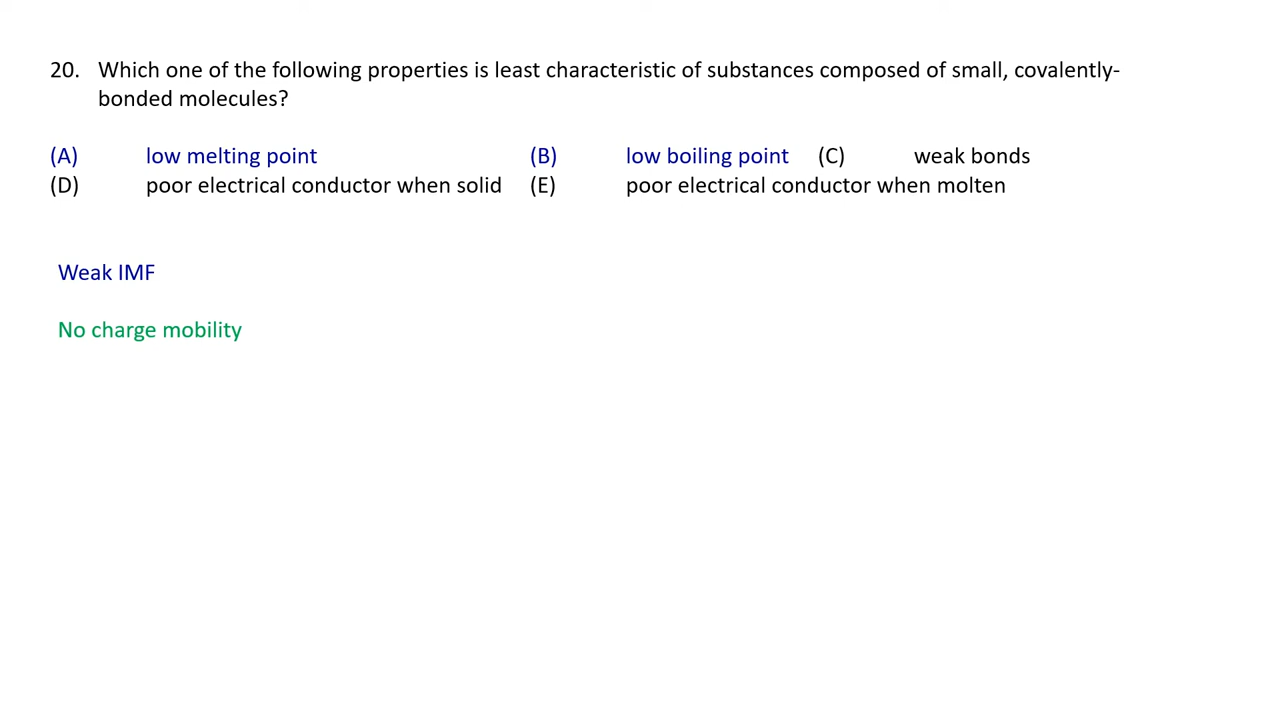 20. Which one of the following properties is least characteristic of substances composed of small, covalently-
bonded molecules?
(A) low melting point (B) low boiling point (C) weak bonds
(D) poor electrical conductor when solid (E) poor electrical conductor when molten
Weak IMF
No charge mobility